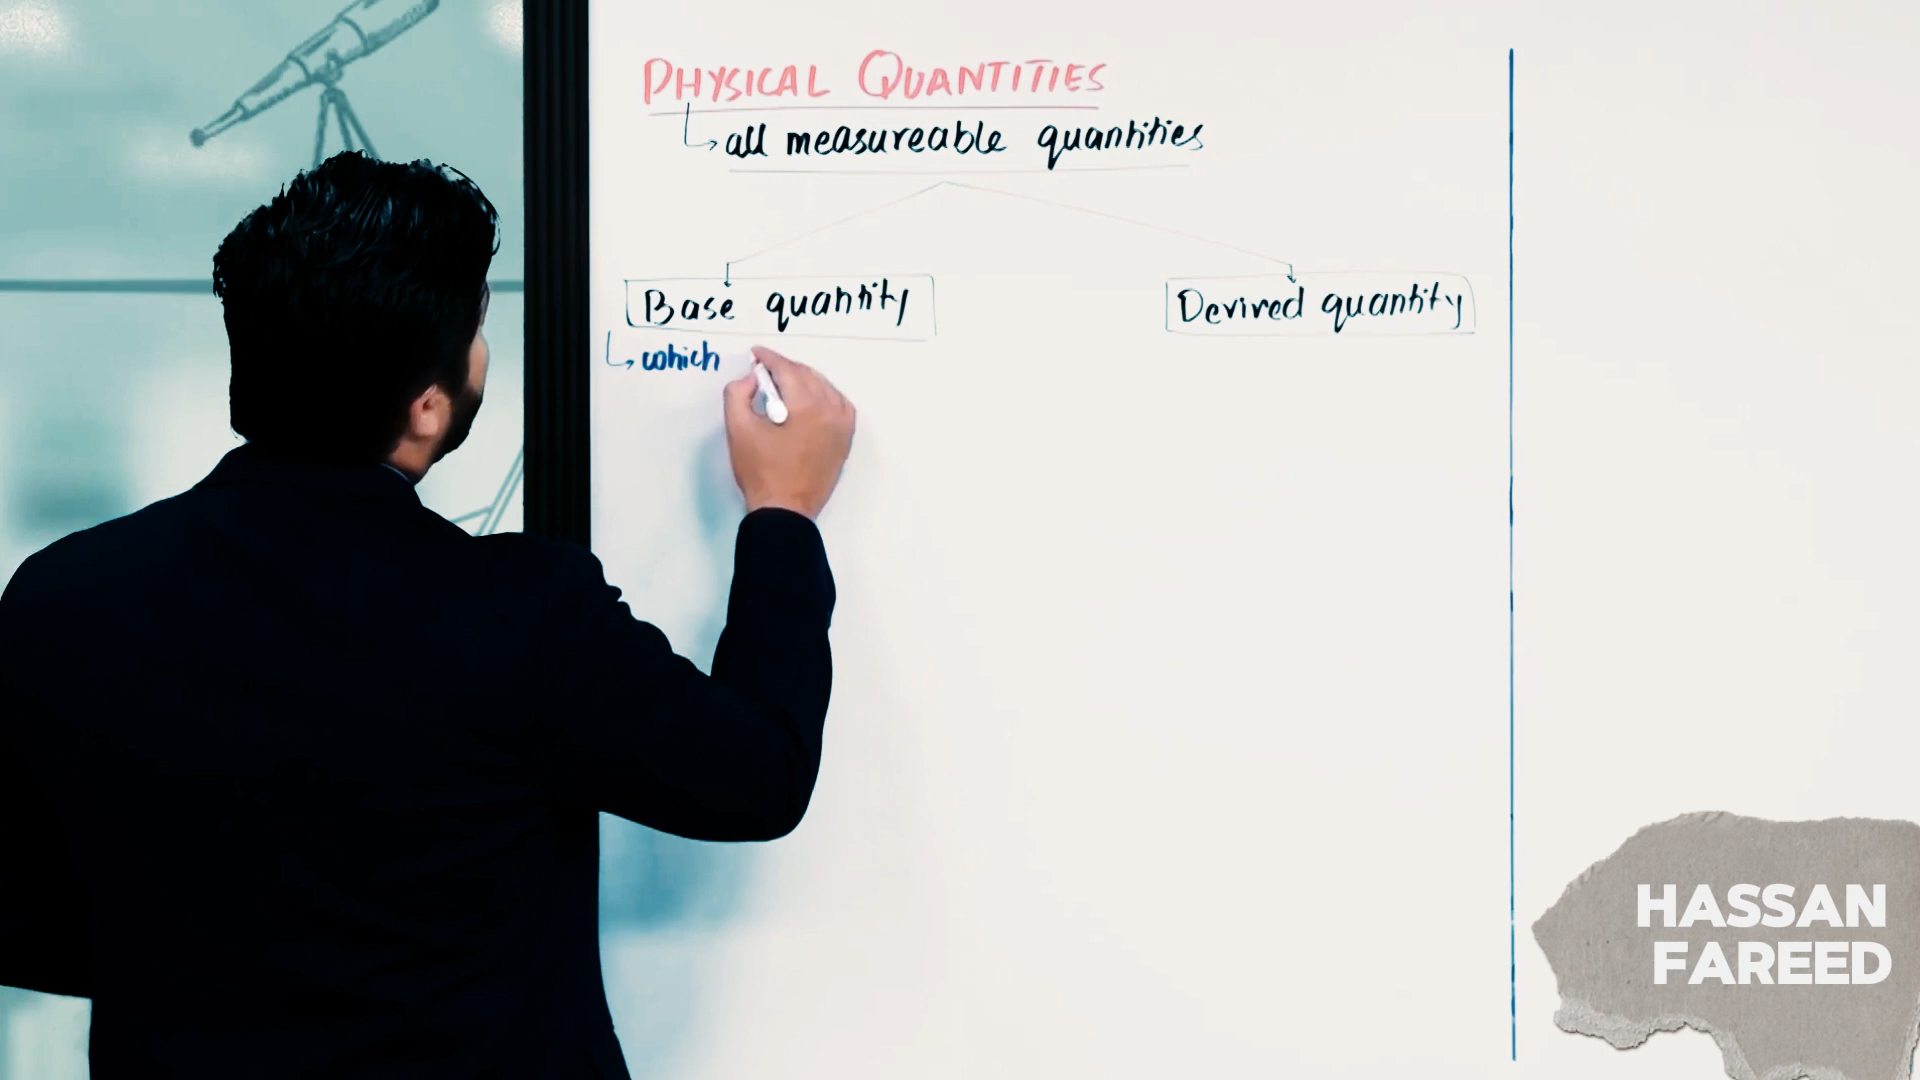 PHYSICAL QUANTITIES
all measureable quantities
Base quantity
Derived quantity
which
HASSAN
FAREED